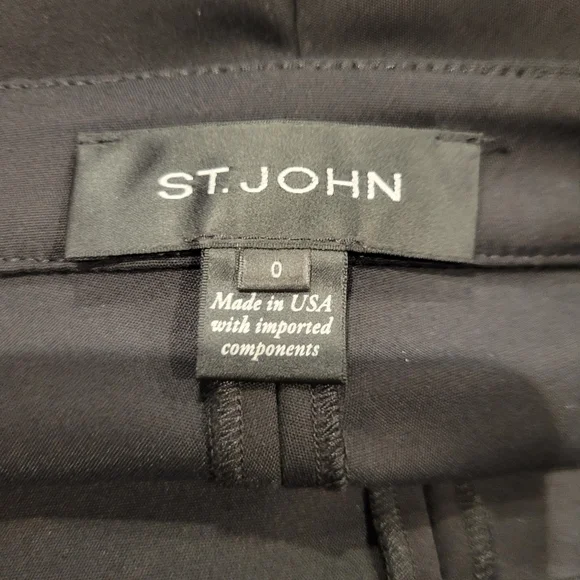 ST. JOHN
0
Made in USA
with imported
components